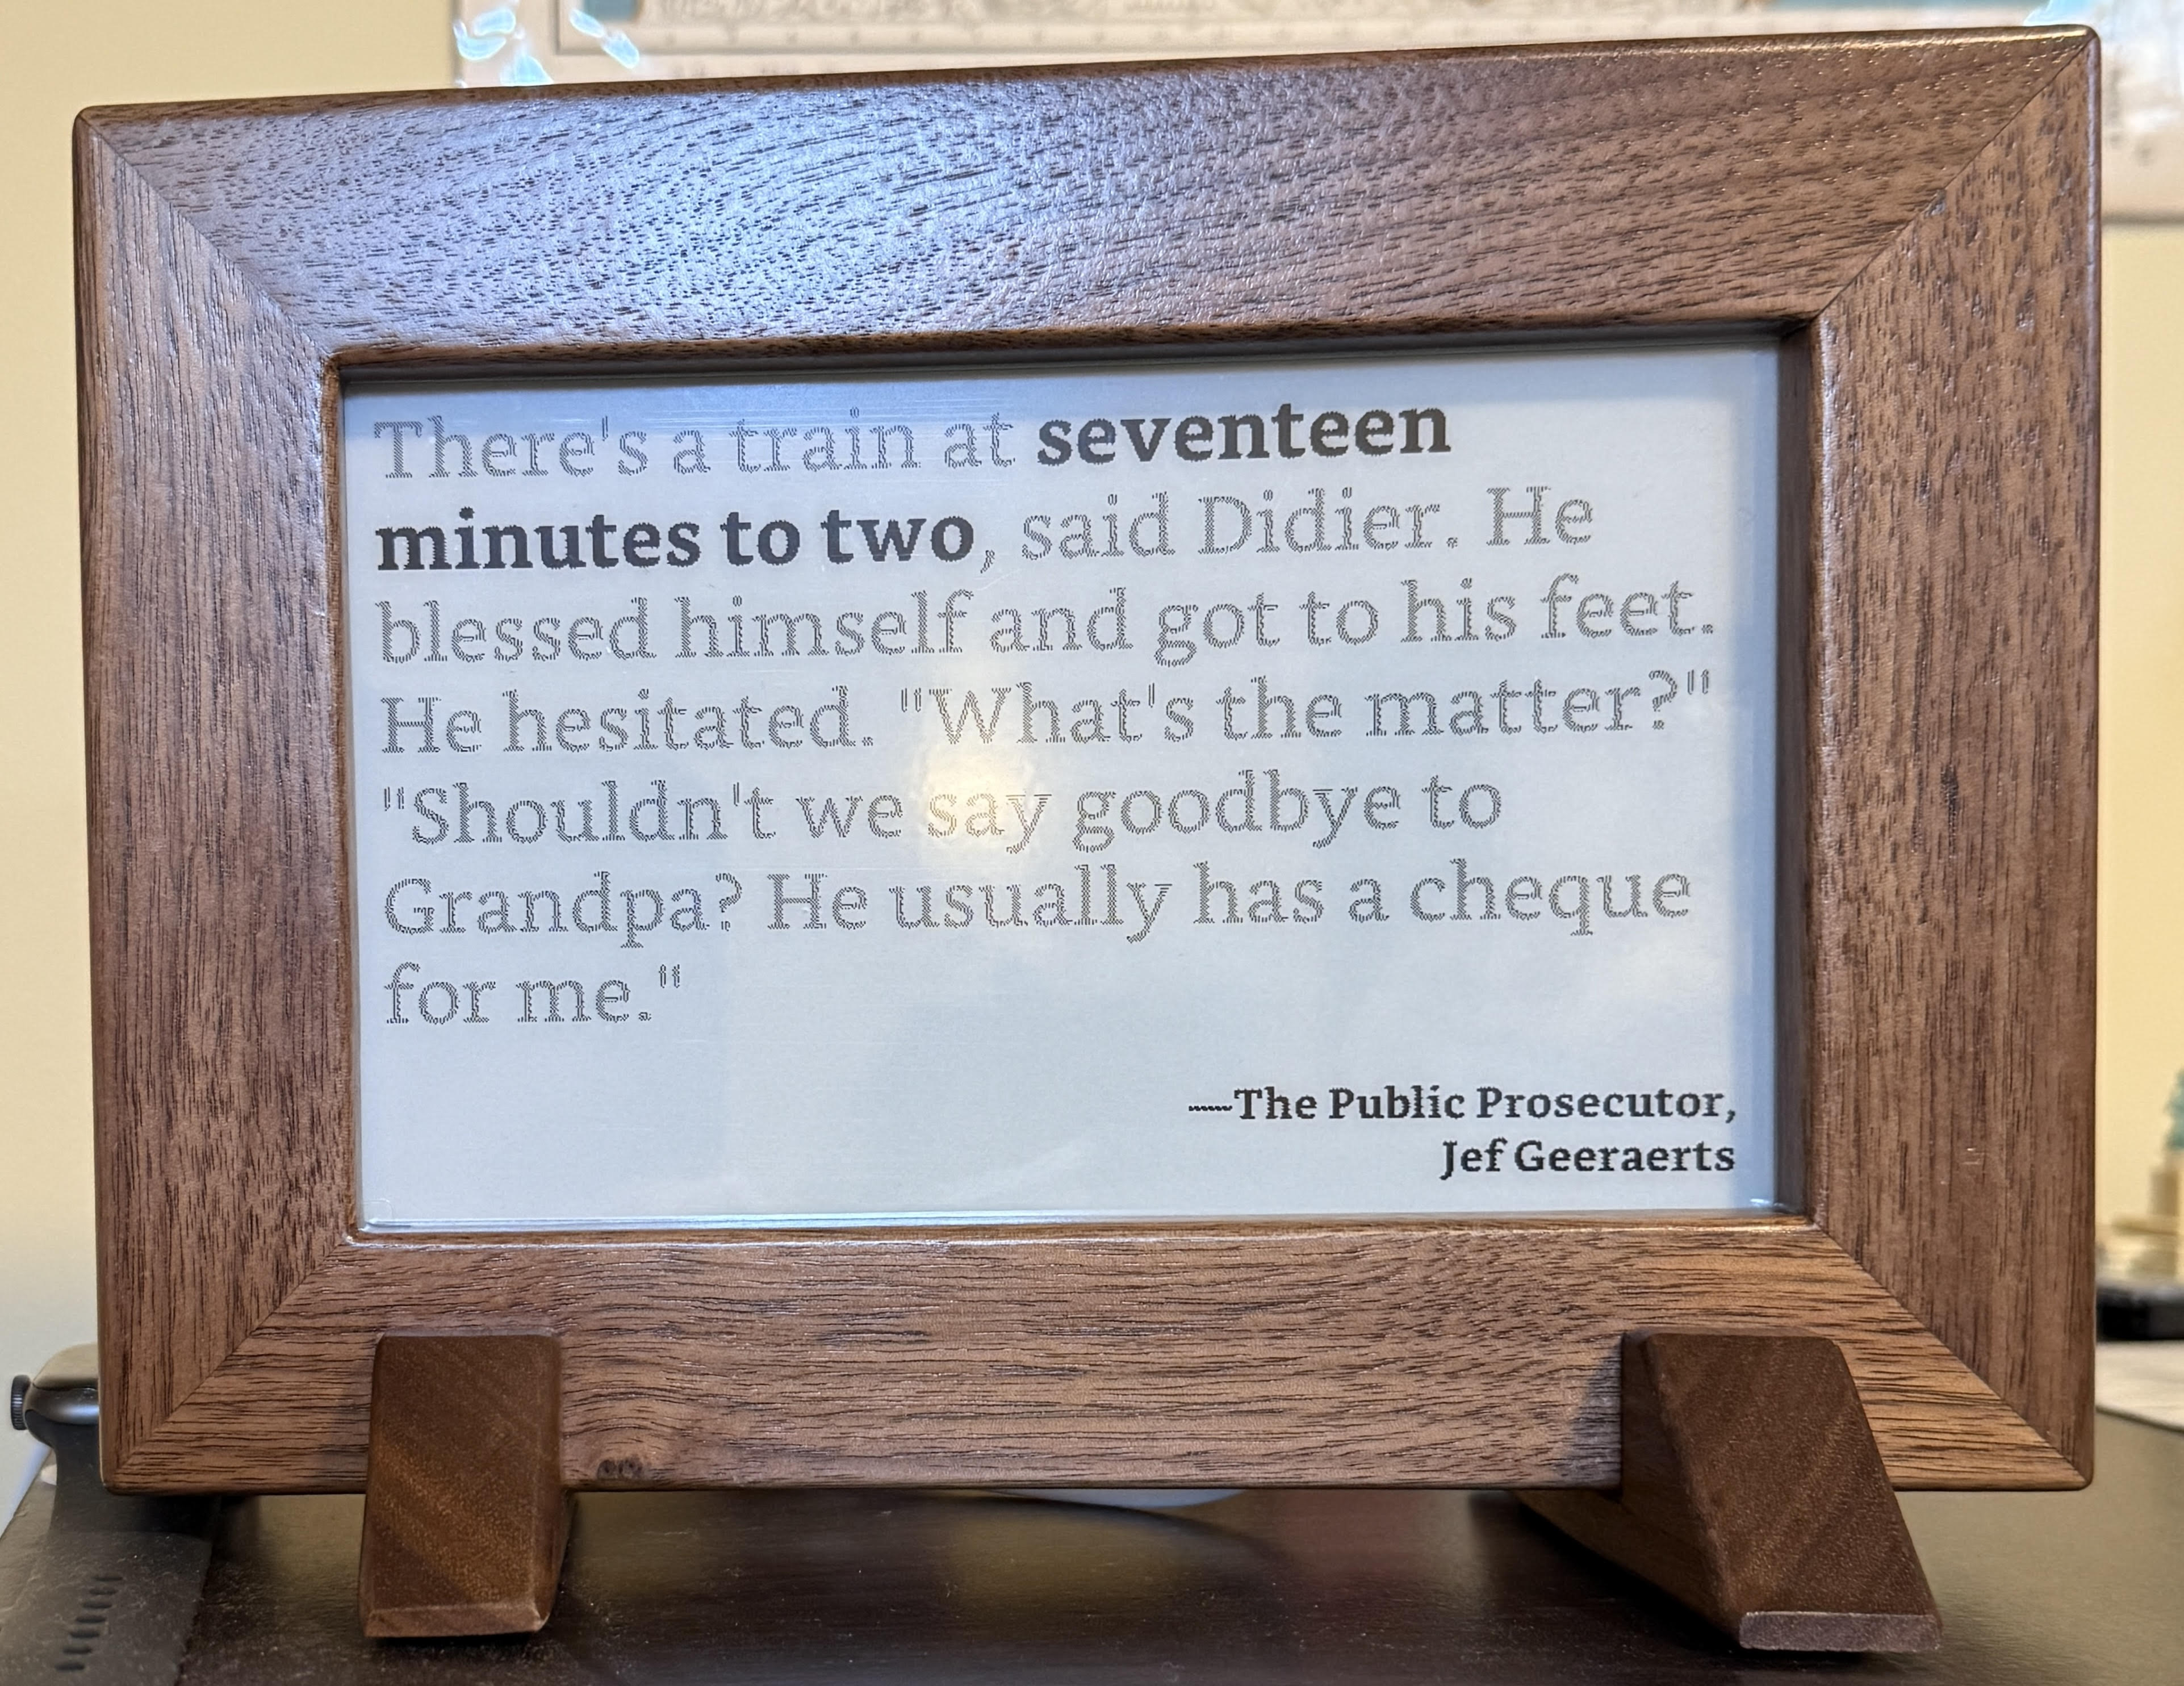 There's a train at seventeen
minutes to two, said Didier. He
blessed himself and got to his feet.
He hesitated. "What's the matter?"
"Shouldn't we say goodbye to
Grandpa? He usually has a cheque
for me."
—The Public Prosecutor,
Jef Geeraerts